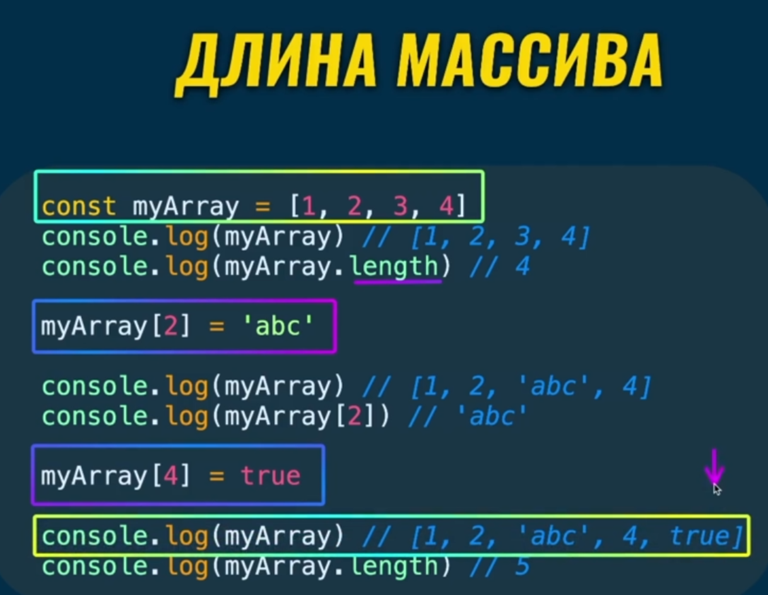 ДЛИНА МАССИВА
const myArray = [1, 2, 3, 4]
console.log(myArray) // [1, 2, 3, 4]
console.log(myArray.length) // 4
myArray[2] = 'abc'
console.log(myArray) // [1, 2, 'abc', 4]
console.log(myArray[2]) // 'abc'
myArray[4] = true
console.log(myArray) // [1, 2, 'abc', 4, true]
console.log(myArray.length) // 5